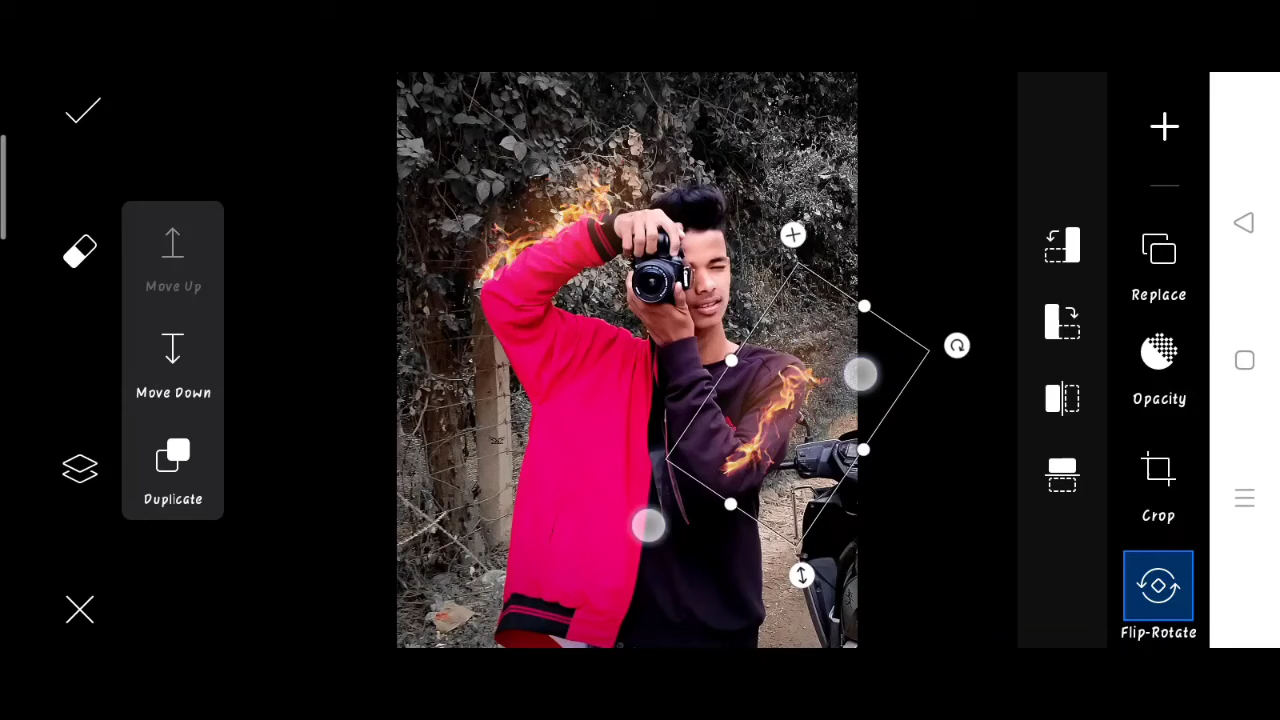 Move Up
Move Down
Duplicate
Replace
Opacity
Crop
Flip-Rotate